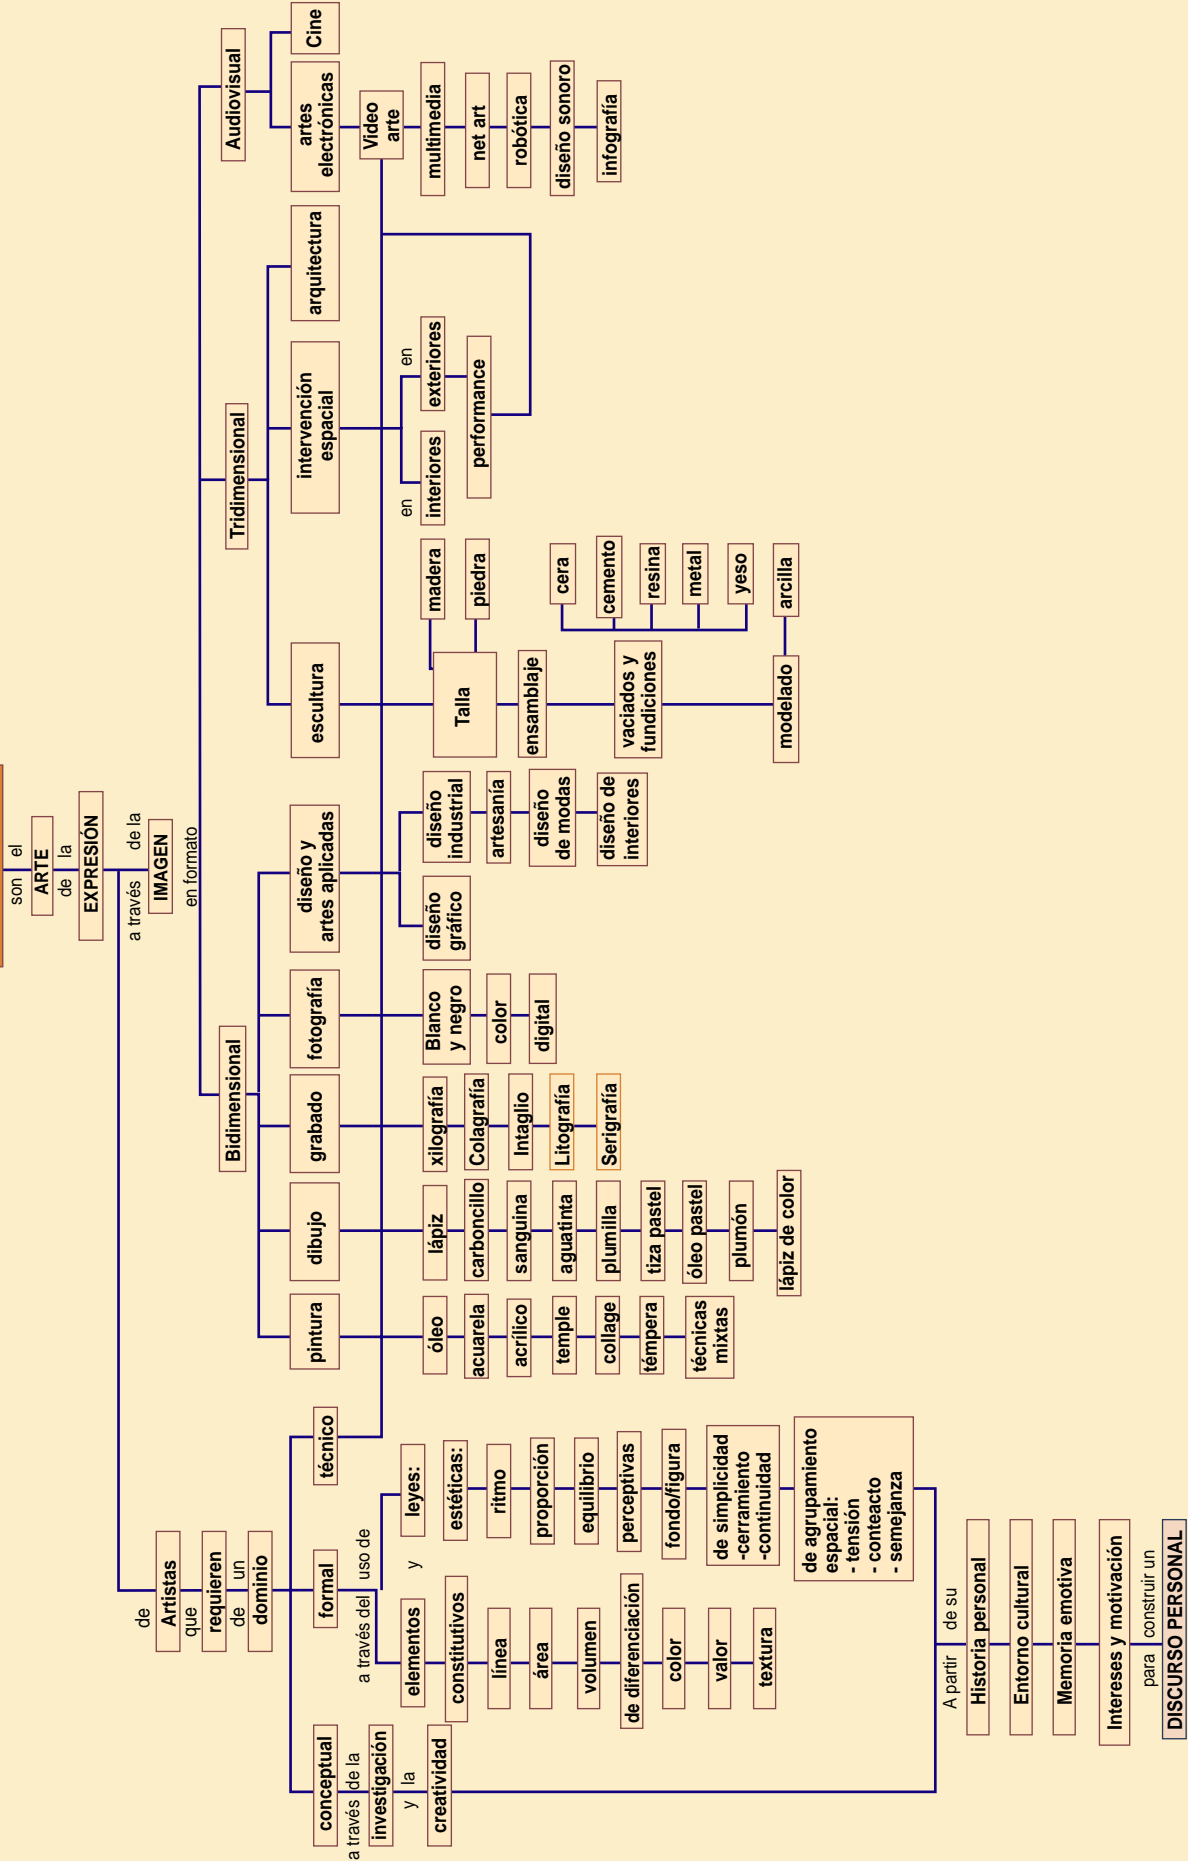 son el
ARTE
de la
EXPRESIÓN
a través de la
IMAGEN
en formato
de
Artistas
que
requieren
de un
dominio
conceptual
a través de la
investigación
y la
creatividad
formal
a través del uso de
elementos
y
leyes:
constitutivos
línea
área
volumen
de diferenciación
color
valor
textura
estéticas:
ritmo
proporción
equilibrio
perceptivas
fondo/figura
de simplicidad
-cerramiento
-continuidad
de agrupamiento
espacial:
- tensión
- conteacto
- semejanza
técnico
A partir de su
Historia personal
Entorno cultural
Memoria emotiva
Intereses y motivación
para construir un
DISCURSO PERSONAL
Bidimensional
pintura
óleo
acuarela
acrílico
temple
collage
témpera
técnicas
mixtas
dibujo
lápiz
carboncillo
sanguina
aguatinta
plumilla
tiza pastel
óleo pastel
plumón
lápiz de color
grabado
xilografía
Colagrafía
Intaglio
Litografía
Serigrafía
fotografía
Blanco
y negro
color
digital
diseño y
artes aplicadas
diseño
gráfico
diseño
industrial
artesanía
diseño
de modas
diseño de
interiores
Tridimensional
escultura
Talla
madera
piedra
ensamblaje
vaciados y
fundiciones
cera
cemento
resina
metal
yeso
modelado
arcilla
intervención
espacial
en
interiores
en
exteriores
performance
arquitectura
Audiovisual
artes
electrónicas
Video
arte
multimedia
net art
robótica
diseño sonoro
infografía
Cine